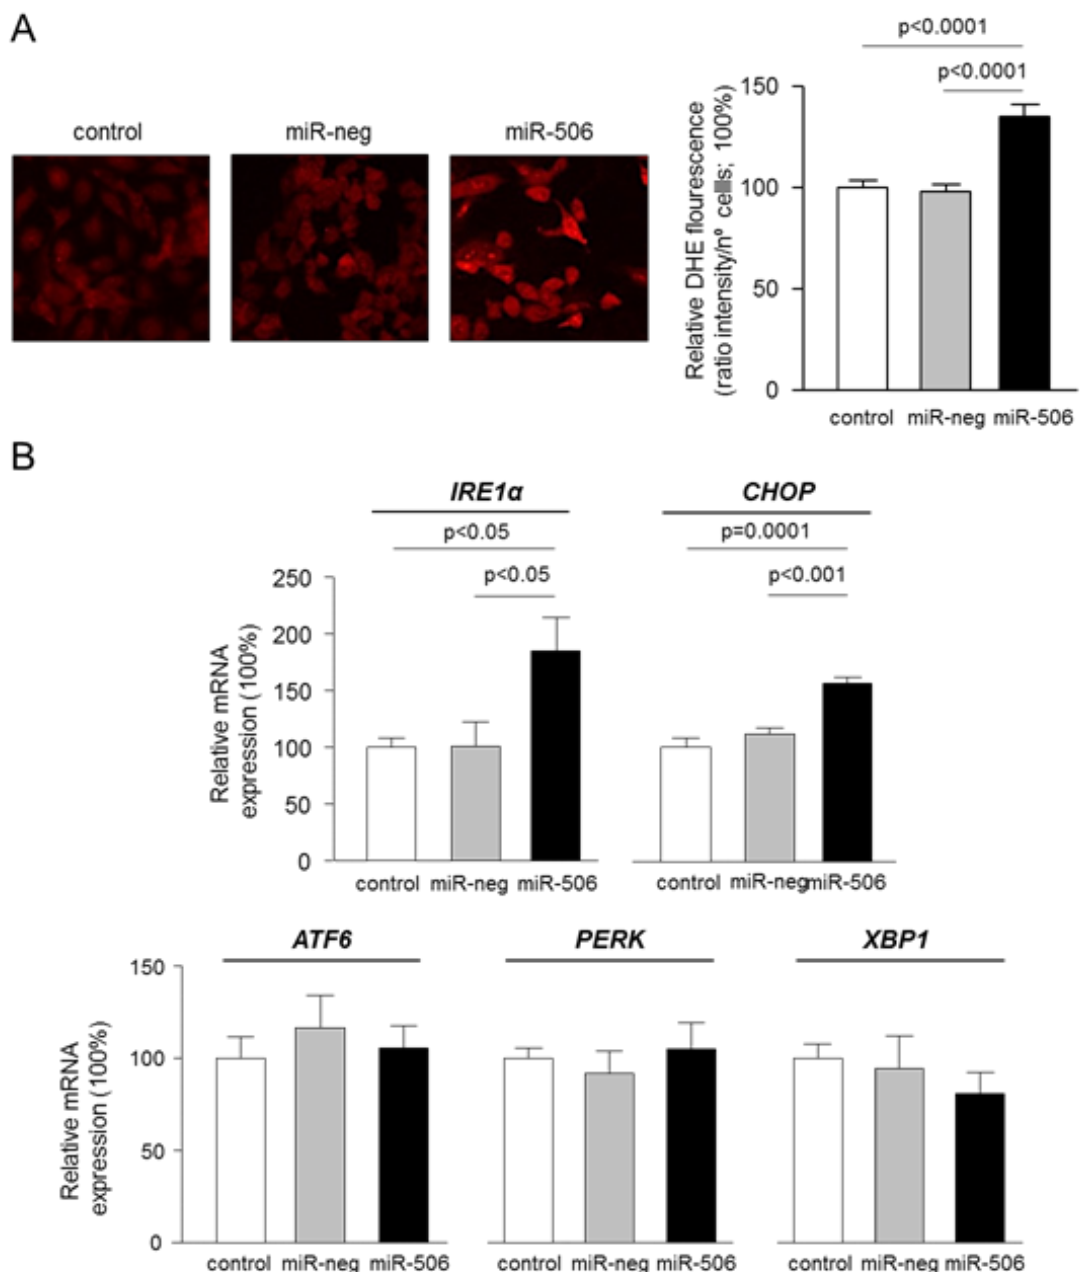 A
control
miR-neg
miR-506
p<0.0001
p<0.0001
Relative DHE flourescence
(ratio intensity/nº cells; 100%)
150
100
50
0
control miR-neg miR-506
B
IRE1α
p<0.05
p<0.05
CHOP
p=0.0001
p<0.001
Relative mRNA
expression (100%)
250
200
150
100
50
0
control miR-neg miR-506
control miR-neg miR-506
ATF6
PERK
XBP1
Relative mRNA
expression (100%)
150
100
50
0
control miR-neg miR-506
control miR-neg miR-506
control miR-neg miR-506